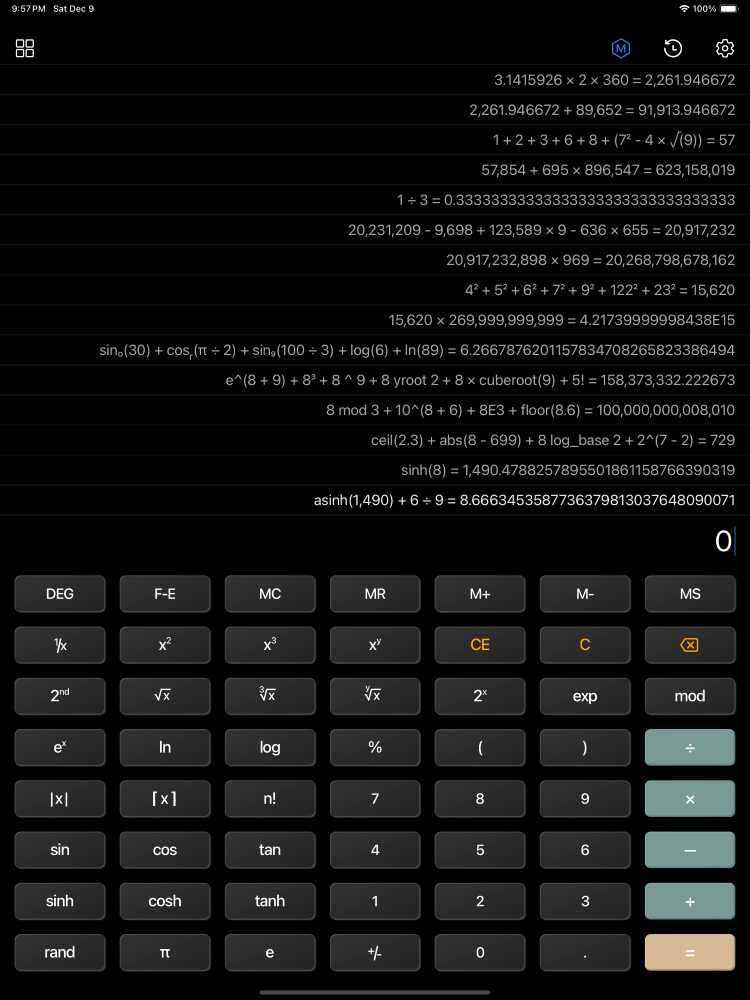 9:57 PM Sat Dec 9 100%
M
3.1415926 × 2 × 360 = 2,261.946672
2,261.946672 + 89,652 = 91,913.946672
1 + 2 + 3 + 6 + 8 + (7² - 4 × √(9)) = 57
57,854 + 695 × 896,547 = 623,158,019
1 ÷ 3 = 0.33333333333333333333333333333333
20,231,209 - 9,698 + 123,589 × 9 - 636 × 655 = 20,917,232
20,917,232,898 × 969 = 20,268,798,678,162
4² + 5² + 6² + 7² + 9² + 122² + 23² = 15,620
15,620 × 269,999,999,999 = 4.21739999998438E15
sin₀(30) + cosᵣ(π ÷ 2) + sin₉(100 ÷ 3) + log(6) + ln(89) = 6.2667876201157834708265823386494
e^(8 + 9) + 8³ + 8 ^ 9 + 8 yroot 2 + 8 × cuberoot(9) + 5! = 158,373,332.222673
8 mod 3 + 10^(8 + 6) + 8E3 + floor(8.6) = 100,000,000,008,010
ceil(2.3) + abs(8 - 699) + 8 log_base 2 + 2^(7 - 2) = 729
sinh(8) = 1,490.4788257895501861158766390319
asinh(1,490) + 6 ÷ 9 = 8.6663453587736379813037648090071
0
DEG F-E MC MR M+ M- MS
¹/x x² x³ xʸ CE C
2ⁿᵈ √x ³√x ʸ√x 2ˣ exp mod
eˣ ln log % ( ) ÷
|x| ⌈x⌉ n! 7 8 9 ×
sin cos tan 4 5 6 −
sinh cosh tanh 1 2 3 +
rand π e +/- 0 . =